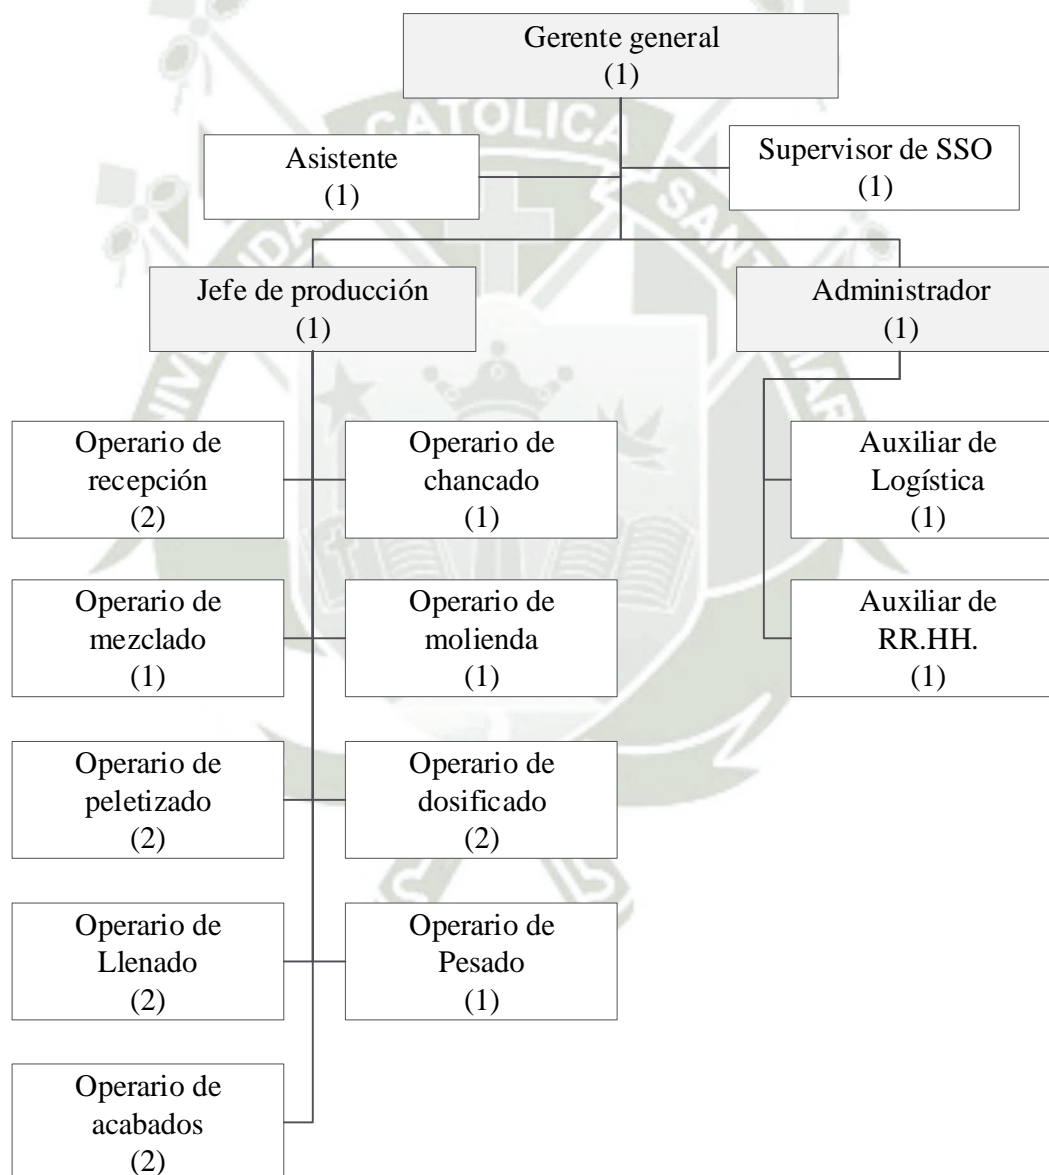 Gerente general
(1)
Asistente
(1)
Supervisor de SSO
(1)
Jefe de producción
(1)
Administrador
(1)
Operario de
recepción
(2)
Operario de
chancado
(1)
Auxiliar de
Logística
(1)
Operario de
mezclado
(1)
Operario de
molienda
(1)
Auxiliar de
RR.HH.
(1)
Operario de
peletizado
(2)
Operario de
dosificado
(2)
Operario de
Llenado
(2)
Operario de
Pesado
(1)
Operario de
acabados
(2)
CATOLICA